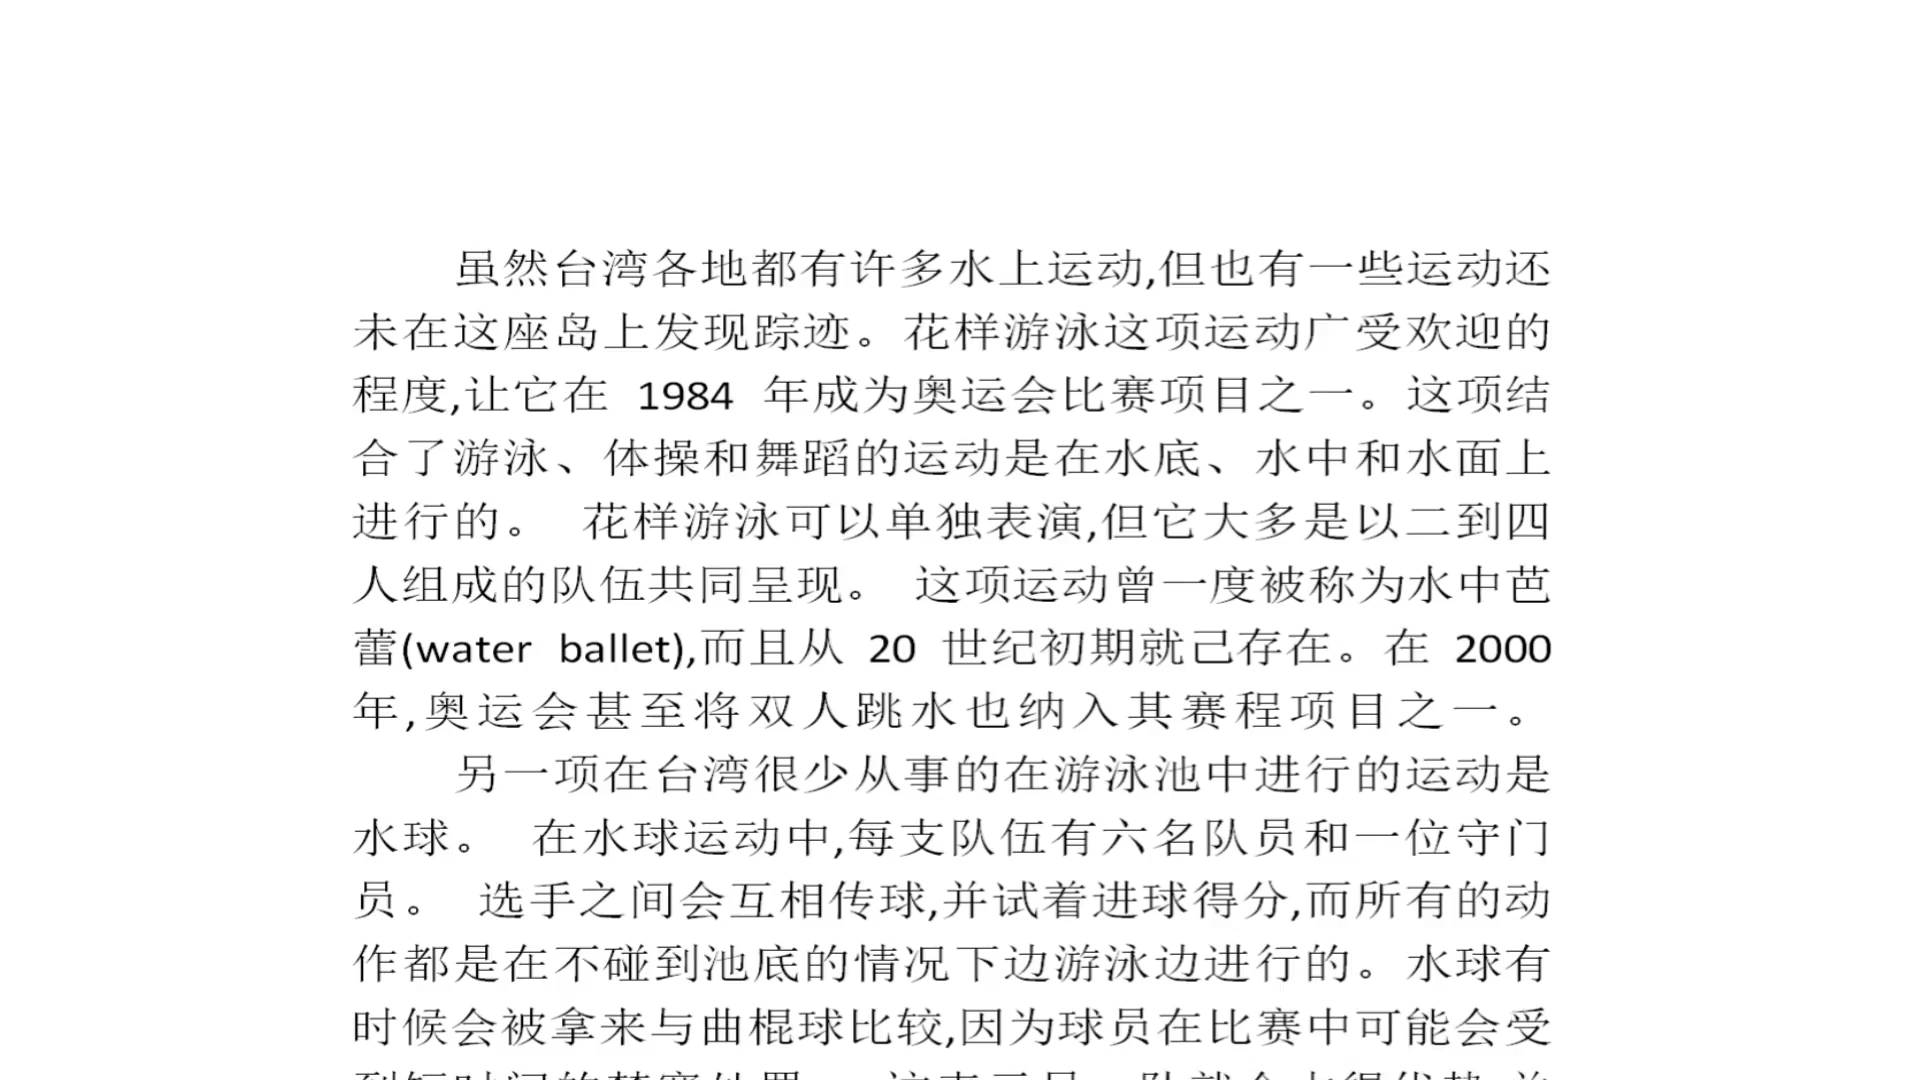 虽然台湾各地都有许多水上运动,但也有一些运动还
未在这座岛上发现踪迹。花样游泳这项运动广受欢迎的
程度,让它在 1984 年成为奥运会比赛项目之一。这项结
合了游泳、体操和舞蹈的运动是在水底、水中和水面上
进行的。 花样游泳可以单独表演,但它大多是以二到四
人组成的队伍共同呈现。 这项运动曾一度被称为水中芭
蕾(water ballet),而且从 20 世纪初期就己存在。在 2000
年,奥运会甚至将双人跳水也纳入其赛程项目之一。
另一项在台湾很少从事的在游泳池中进行的运动是
水球。 在水球运动中,每支队伍有六名队员和一位守门
员。 选手之间会互相传球,并试着进球得分,而所有的动
作都是在不碰到池底的情况下边游泳边进行的。水球有
时候会被拿来与曲棍球比较,因为球员在比赛中可能会受